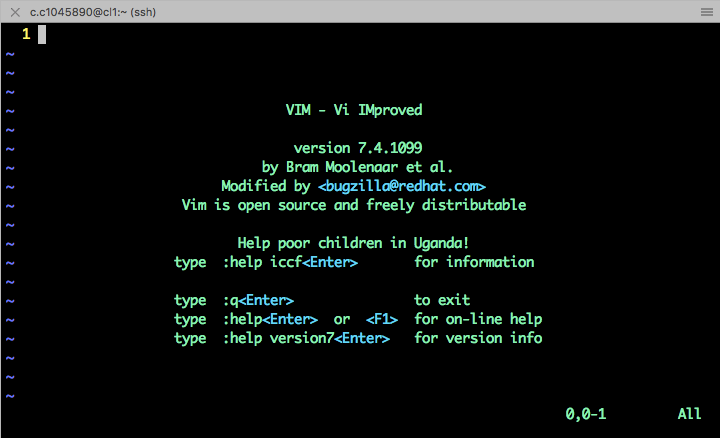 c.c1045890@cl1:~ (ssh)
1
~
~
~
~
VIM - Vi IMproved
~
~
version 7.4.1099
~
by Bram Moolenaar et al.
~
Modified by <bugzilla@redhat.com>
~
Vim is open source and freely distributable
~
~
Help poor children in Uganda!
~
type :help iccf<Enter> for information
~
~
type :q<Enter> to exit
~
type :help<Enter> or <F1> for on-line help
~
type :help version7<Enter> for version info
~
~
~
0,0-1 All